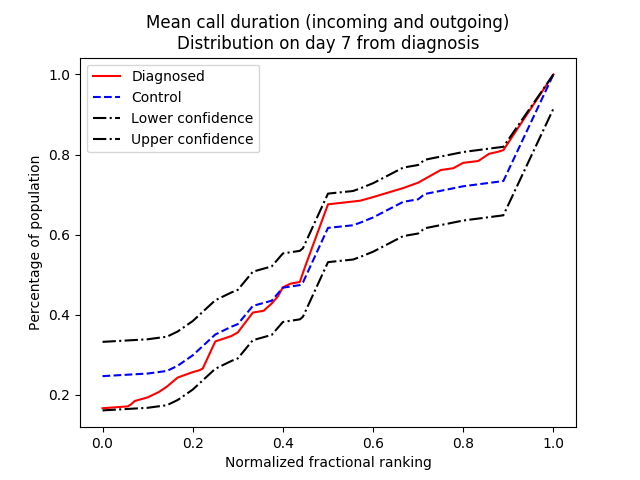 Mean call duration (incoming and outgoing)
Distribution on day 7 from diagnosis
Diagnosed
Control
Lower confidence
Upper confidence
Percentage of population
1.0
0.8
0.6
0.4
0.2
0.0 0.2 0.4 0.6 0.8 1.0
Normalized fractional ranking